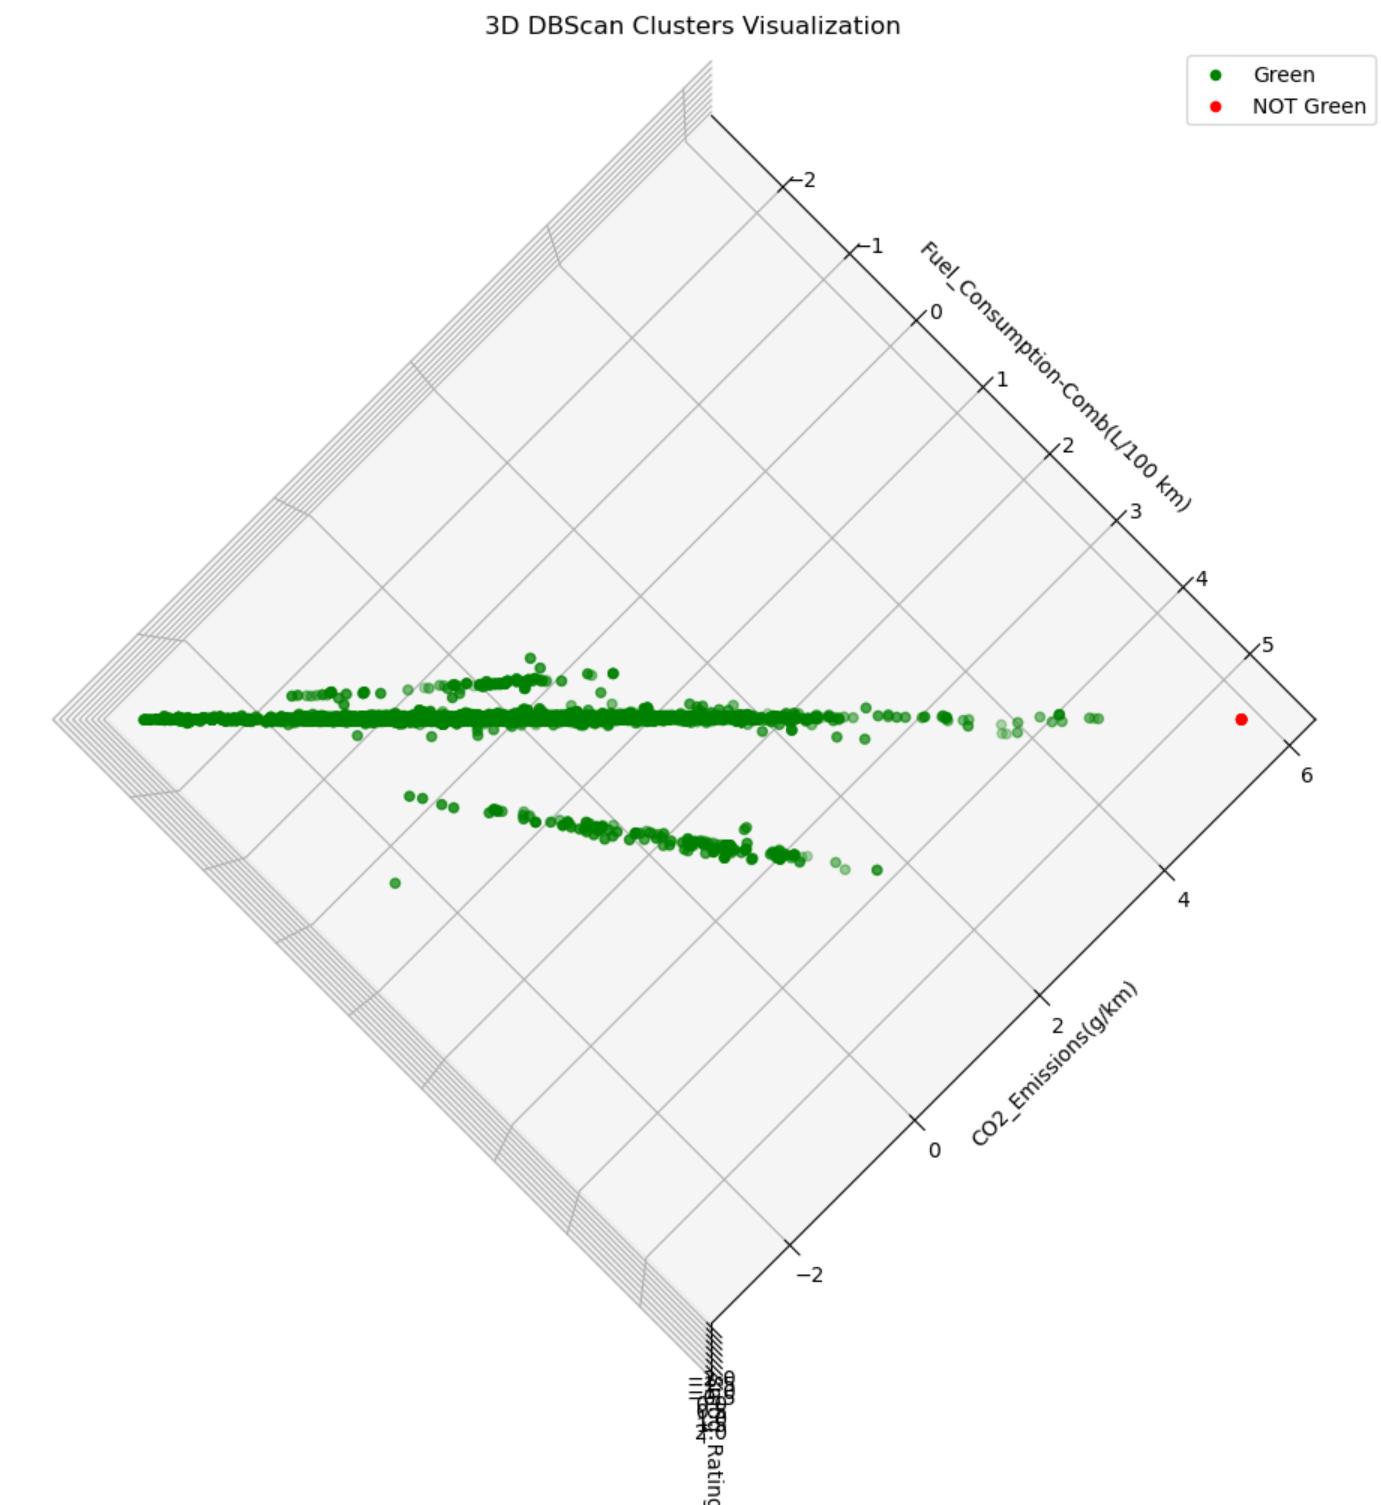 3D DBScan Clusters Visualization
Green
NOT Green
−2
−1
0
1
2
3
4
5
6
Fuel_Consumption-Comb(L/100 km)
4
2
0
−2
CO2_Emissions(g/km)
Rating